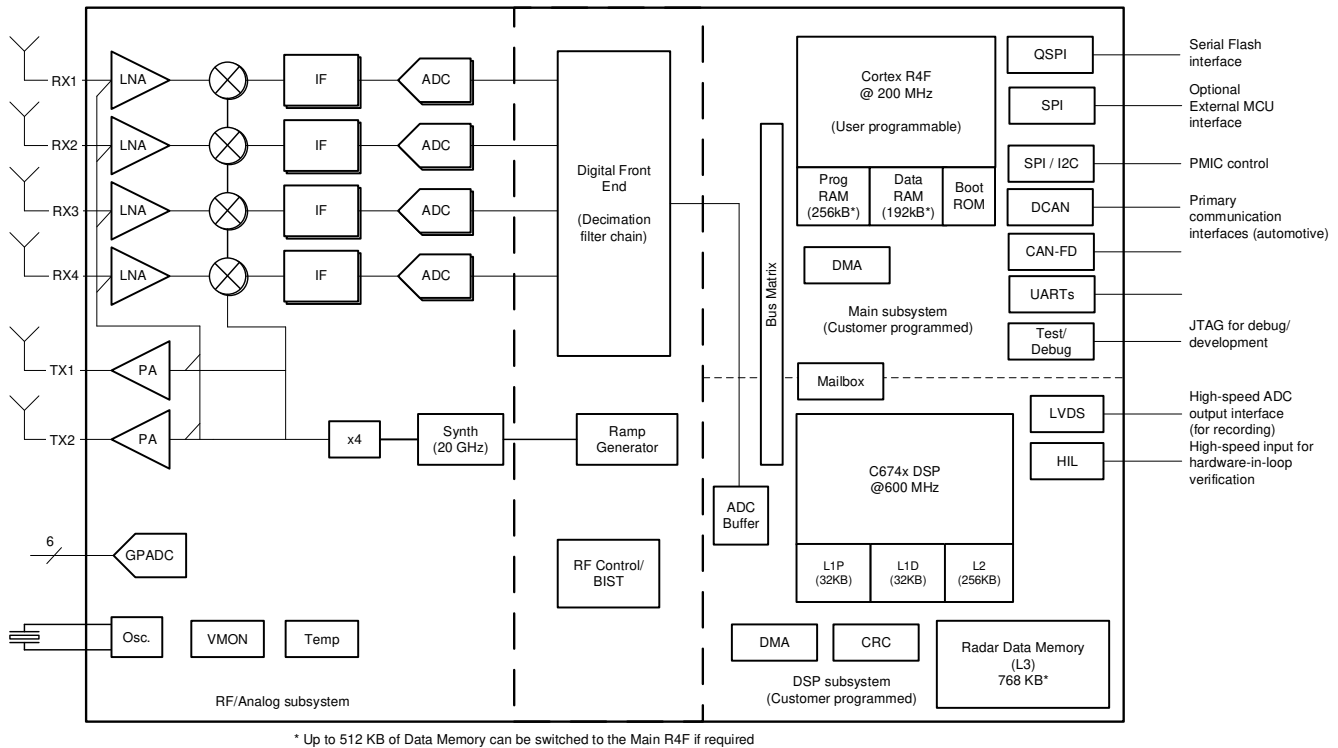 RX1
LNA
IF
ADC
RX2
LNA
IF
ADC
RX3
LNA
IF
ADC
RX4
LNA
IF
ADC
TX1
PA
TX2
PA
x4
Synth
(20 GHz)
Ramp
Generator
Digital Front
End
(Decimation
filter chain)
6
GPADC
Osc.
VMON
Temp
RF/Analog subsystem
RF Control/
BIST
ADC
Buffer
Bus Matrix
Cortex R4F
@ 200 MHz
(User programmable)
Prog
RAM
(256kB*)
Data
RAM
(192kB*)
Boot
ROM
DMA
Main subsystem
(Customer programmed)
Mailbox
QSPI
Serial Flash
interface
SPI
Optional
External MCU
interface
SPI / I2C
PMIC control
DCAN
Primary
communication
interfaces (automotive)
CAN-FD
UARTs
Test/
Debug
JTAG for debug/
development
LVDS
High-speed ADC
output interface
(for recording)
HIL
High-speed input for
hardware-in-loop
verification
C674x DSP
@600 MHz
L1P
(32KB)
L1D
(32KB)
L2
(256KB)
DMA
CRC
DSP subsystem
(Customer programmed)
Radar Data Memory
(L3)
768 KB*
* Up to 512 KB of Data Memory can be switched to the Main R4F if required